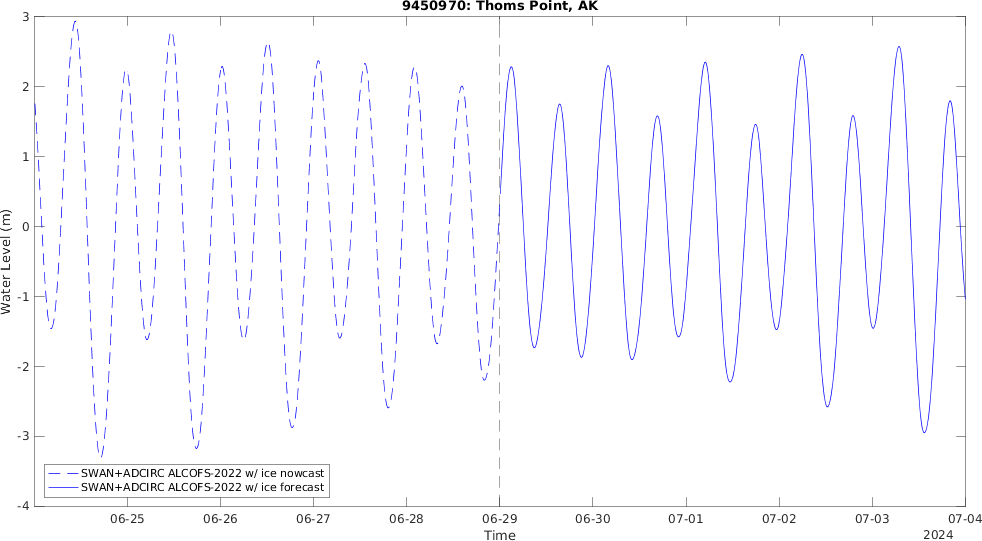 9450970: Thoms Point, AK
3
2
1
0
-1
-2
-3
-4
Water Level (m)
SWAN+ADCIRC ALCOFS-2022 w/ ice nowcast
SWAN+ADCIRC ALCOFS-2022 w/ ice forecast
06-25 06-26 06-27 06-28 06-29 06-30 07-01 07-02 07-03 07-04
Time
2024